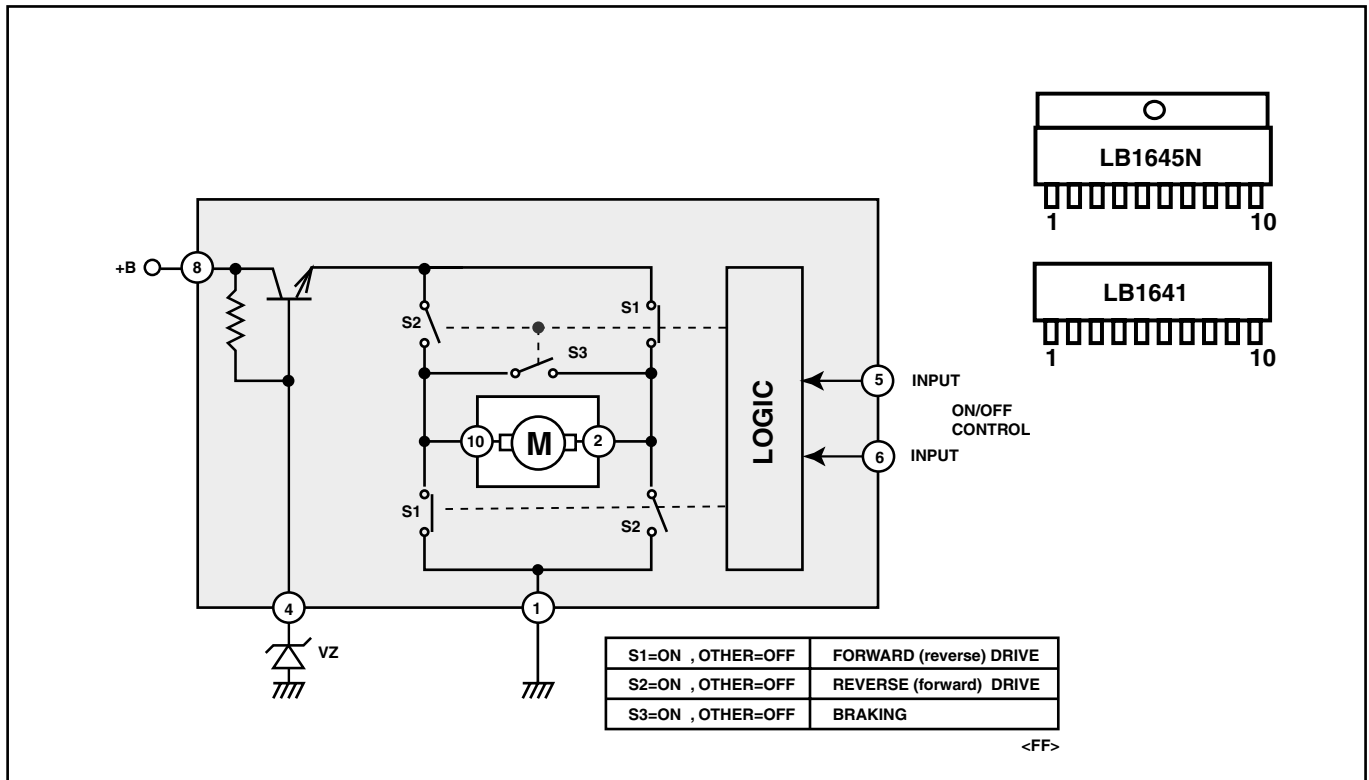 LB1645N
1 10
+B
8
S2
S1
S3
LB1641
1 10
LOGIC
5 INPUT
ON/OFF
CONTROL
10 M 2
6 INPUT
S1
S2
4
1
VZ
S1=ON , OTHER=OFF FORWARD (reverse) DRIVE
S2=ON , OTHER=OFF REVERSE (forward) DRIVE
S3=ON , OTHER=OFF BRAKING
<FF>